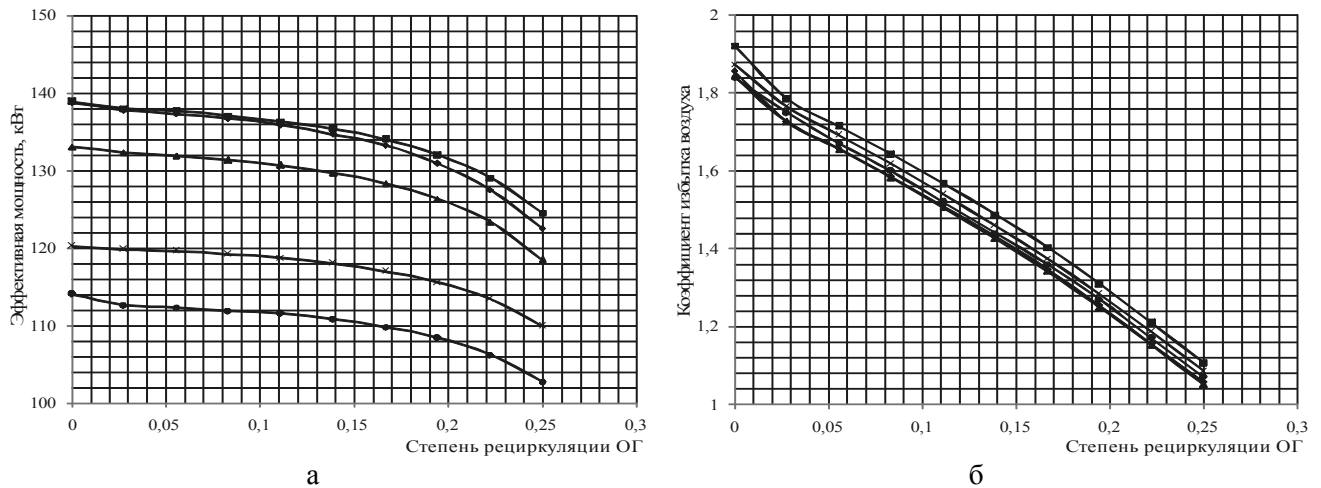 Эффективная мощность, кВт
150
140
130
120
110
100
0 0,05 0,1 0,15 0,2 0,25 0,3
Степень рециркуляции ОГ
а
Коэффициент избытка воздуха
2
1,8
1,6
1,4
1,2
1
0 0,05 0,1 0,15 0,2 0,25 0,3
Степень рециркуляции ОГ
б